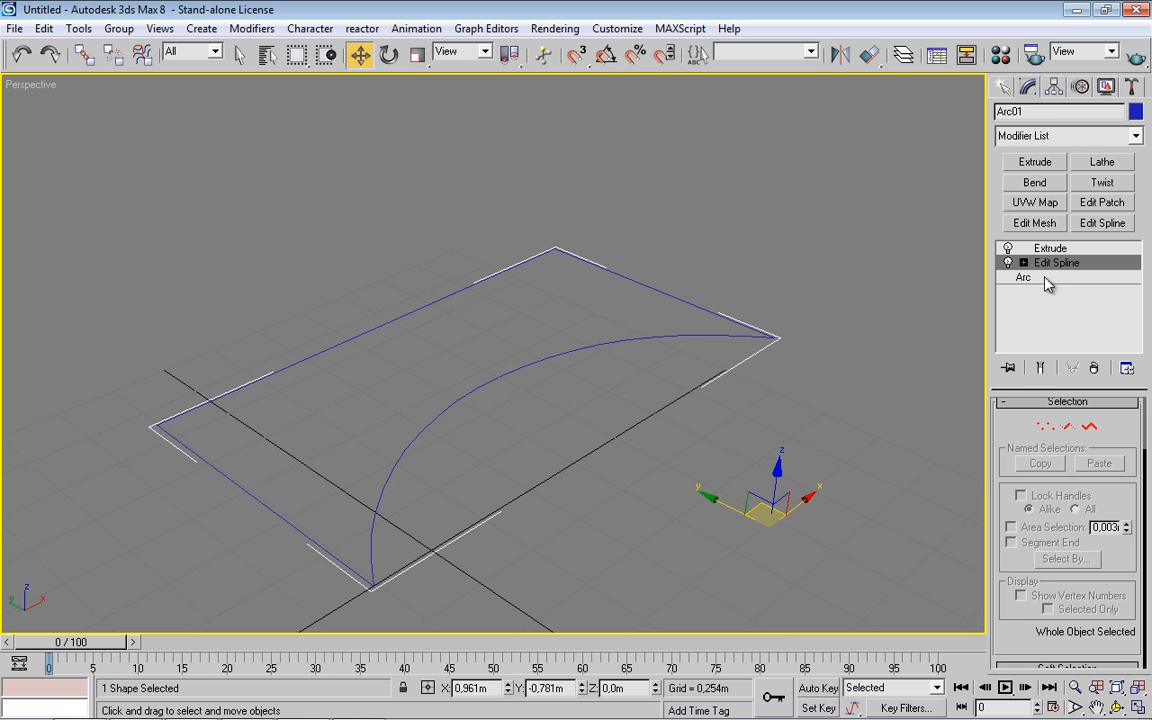 Untitled - Autodesk 3ds Max 8 - Stand-alone License
File Edit Tools Group Views Create Modifiers Character reactor Animation Graph Editors Rendering Customize MAXScript Help
All View View
Perspective
Arc01
Modifier List
Extrude Lathe
Bend Twist
UVW Map Edit Patch
Edit Mesh Edit Spline
Extrude
Edit Spline
Arc
Selection
Named Selections:
Copy Paste
Lock Handles
Alike All
Area Selection: 0,003
Segment End
Select By...
Display
Show Vertex Numbers
Selected Only
Whole Object Selected
z
y x
z
y x
0 / 100
0 5 10 15 20 25 30 35 40 45 50 55 60 65 70 75 80 85 90 95 100
1 Shape Selected X: 0,961m Y: -0,781m Z: 0,0m Grid = 0,254m Auto Key Selected
Click and drag to select and move objects Add Time Tag Set Key Key Filters... 0